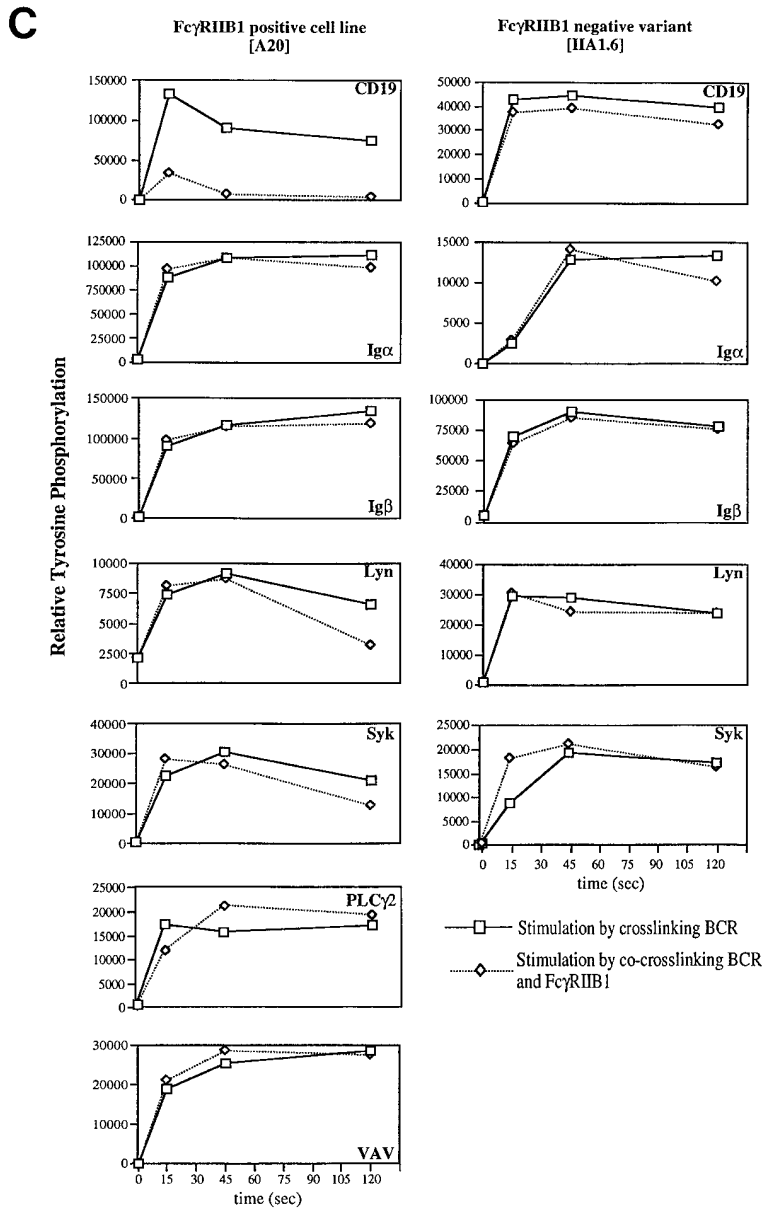 C
FcγRIIB1 positive cell line
[A20]
FcγRIIB1 negative variant
[IIA1.6]
Relative Tyrosine Phosphorylation
CD19
150000
100000
50000
0
CD19
50000
40000
30000
20000
10000
0
Igα
125000
100000
750000
50000
25000
0
Igα
15000
10000
5000
0
Igβ
150000
100000
50000
0
Igβ
100000
75000
50000
25000
0
Lyn
10000
7500
5000
2500
0
Lyn
40000
30000
20000
10000
0
Syk
40000
30000
20000
10000
0
Syk
25000
20000
15000
10000
5000
0
0 15 30 45 60 75 90 105 120
time (sec)
PLCγ2
25000
20000
15000
10000
5000
0
Stimulation by crosslinking BCR
Stimulation by co-crosslinking BCR
and FcγRIIB1
VAV
30000
20000
10000
0
0 15 30 45 60 75 90 105 120
time (sec)